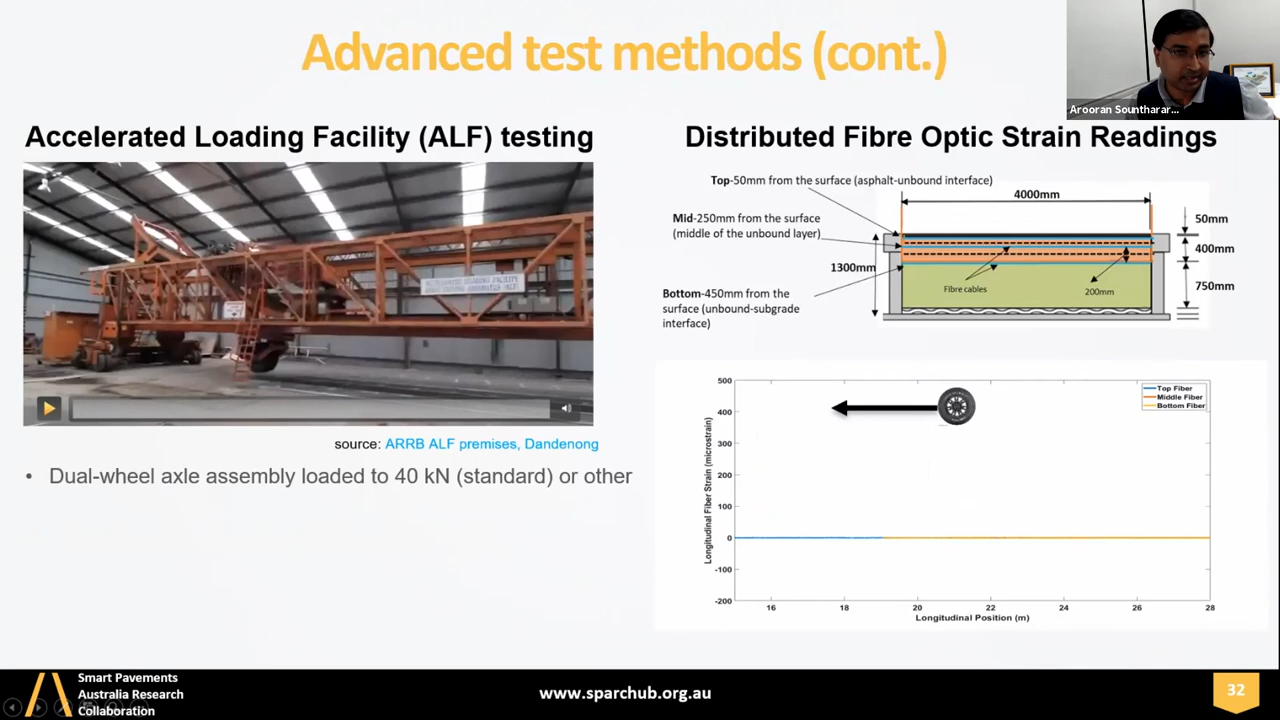 Advanced test methods (cont.)
Arooran Sountharar...
Accelerated Loading Facility (ALF) testing
ACCELERATED LOADING FACILITY
source: ARRB ALF premises, Dandenong
• Dual-wheel axle assembly loaded to 40 kN (standard) or other
Distributed Fibre Optic Strain Readings
Top-50mm from the surface (asphalt-unbound interface)
4000mm
Mid-250mm from the surface
(middle of the unbound layer)
50mm
400mm
1300mm
750mm
Fibre cables
200mm
Bottom-450mm from the
surface (unbound-subgrade
interface)
Top Fiber
Middle Fiber
Bottom Fiber
Longitudinal Fiber Strain (microstrain)
500
400
300
200
100
0
-100
-200
16 18 20 22 24 26 28
Longitudinal Position (m)
Smart Pavements
Australia Research
Collaboration
www.sparchub.org.au
32